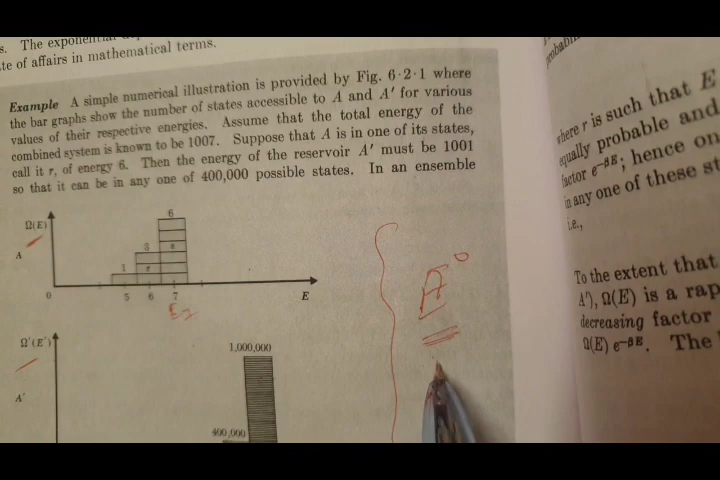 s. The exponential
te of affairs in mathematical terms.
Example A simple numerical illustration is provided by Fig. 6·2·1 where
the bar graphs show the number of states accessible to A and A′ for various
values of their respective energies. Assume that the total energy of the
combined system is known to be 1007. Suppose that A is in one of its states,
call it r, of energy 6. Then the energy of the reservoir A′ must be 1001
so that it can be in any one of 400,000 possible states. In an ensemble
Ω(E)
A
6
3
s
1
r
0
5 6 7
E
E
Ω′(E′)
A′
1,000,000
400,000
E°
probabil
where r is such that E
equally probable and
factor e−βE; hence on
in any one of these st
i.e.,
To the extent that
A′), Ω(E) is a rap
decreasing factor
Ω(E) e−βE. The